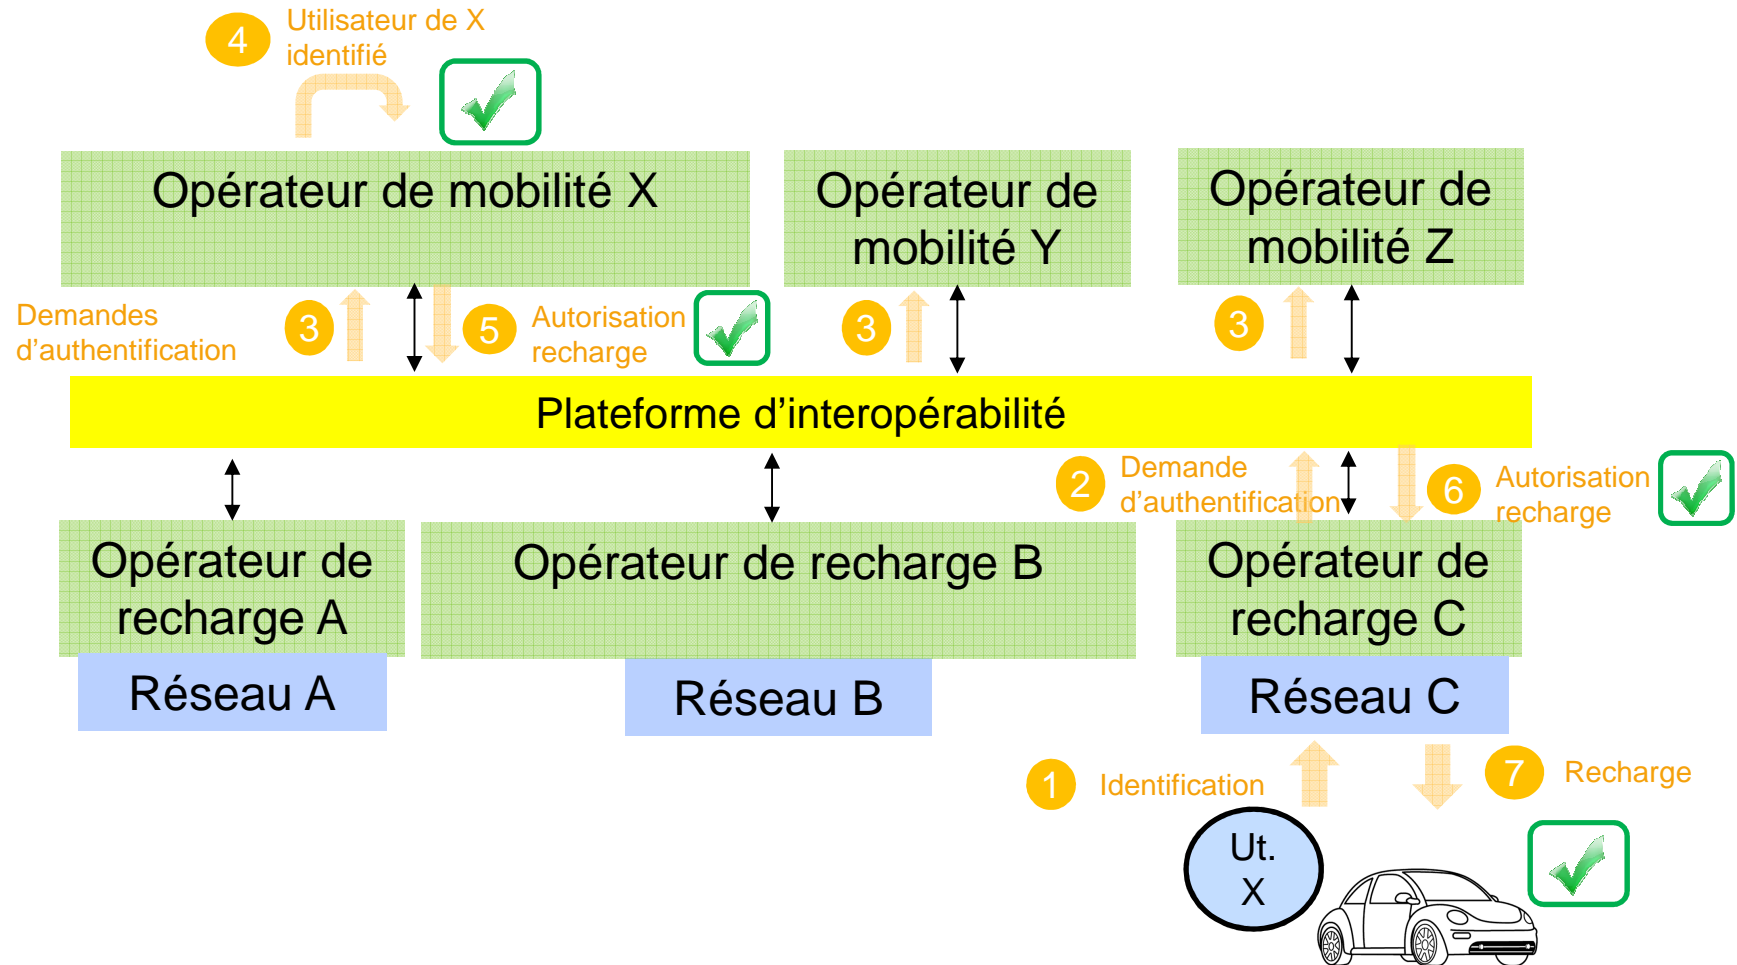 4
Utilisateur de X
identifié
Opérateur de mobilité X
Opérateur de
mobilité Y
Opérateur de
mobilité Z
Demandes
d'authentification
3
5
Autorisation
recharge
3
3
Plateforme d'interopérabilité
2
Demande
d'authentification
6
Autorisation
recharge
Opérateur de
recharge A
Opérateur de recharge B
Opérateur de
recharge C
Réseau A
Réseau B
Réseau C
1
Identification
7
Recharge
Ut.
X